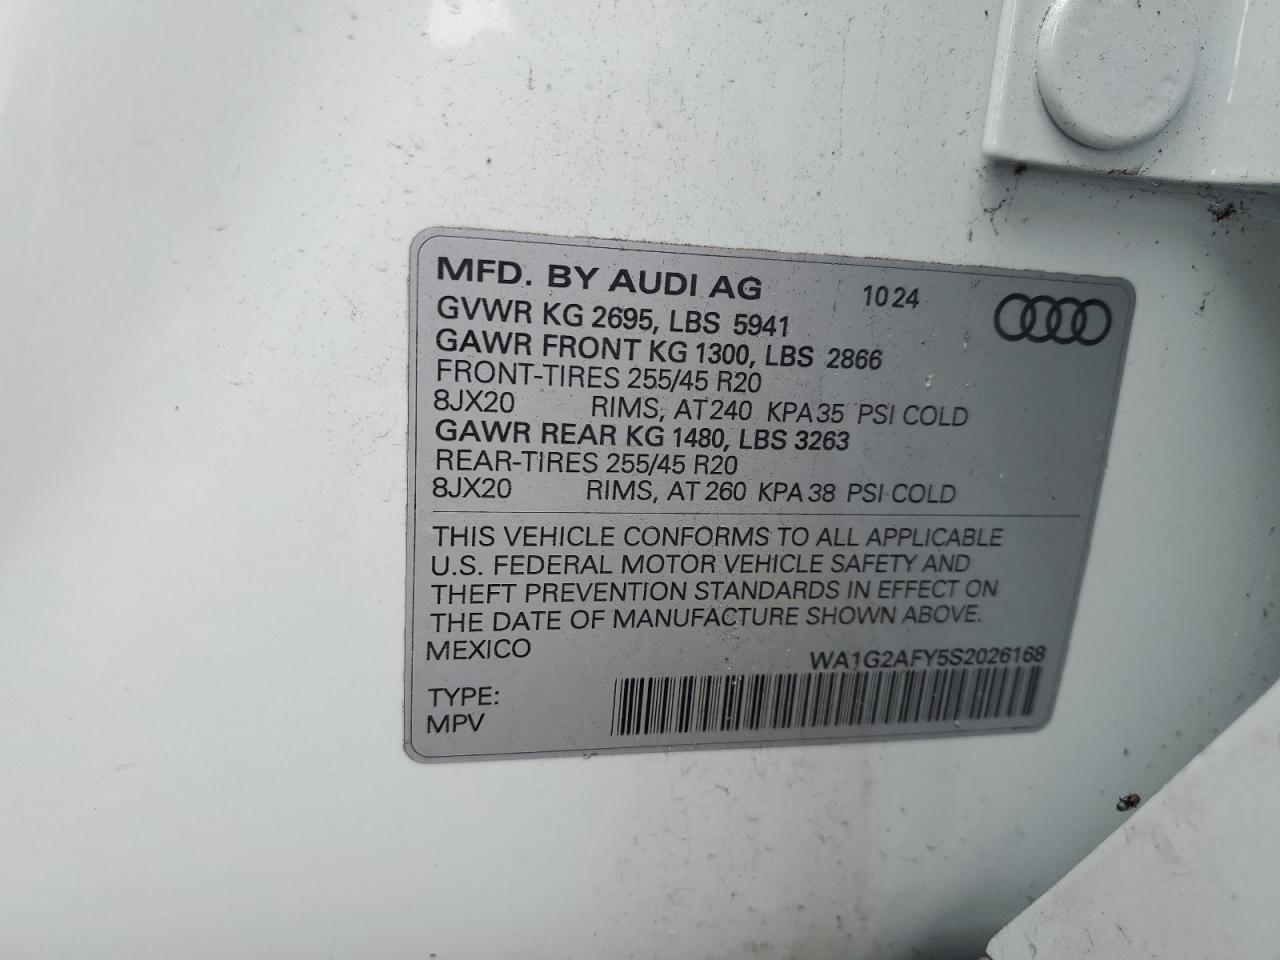 MFD. BY AUDI AG 1024
GVWR KG 2695, LBS 5941
GAWR FRONT KG 1300, LBS 2866
FRONT-TIRES 255/45 R20
8JX20 RIMS, AT 240 KPA 35 PSI COLD
GAWR REAR KG 1480, LBS 3263
REAR-TIRES 255/45 R20
8JX20 RIMS, AT 260 KPA 38 PSI COLD
THIS VEHICLE CONFORMS TO ALL APPLICABLE
U.S. FEDERAL MOTOR VEHICLE SAFETY AND
THEFT PREVENTION STANDARDS IN EFFECT ON
THE DATE OF MANUFACTURE SHOWN ABOVE.
MEXICO WA1G2AFY5S2026168
TYPE:
MPV